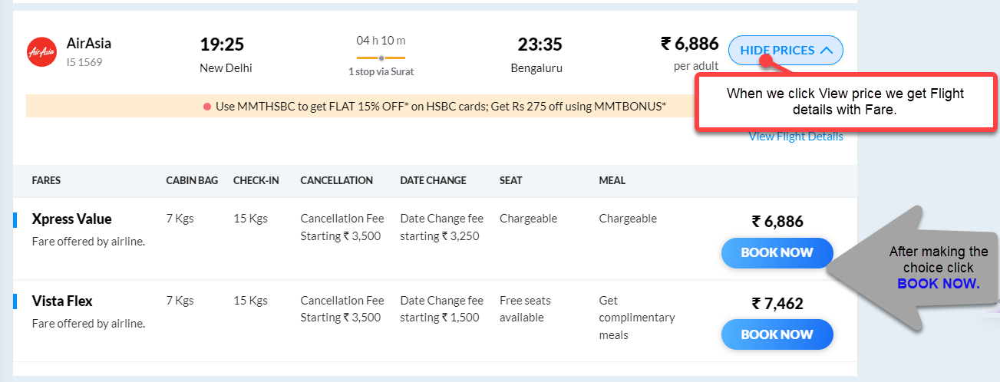 AirAsia
AirAsia
I5 1569
19:25
New Delhi
04 h 10 m
1 stop via Surat
23:35
Bengaluru
₹ 6,886
per adult
HIDE PRICES
When we click View price we get Flight
details with Fare.
Use MMTHSBC to get FLAT 15% OFF* on HSBC cards; Get Rs 275 off using MMTBONUS*
View Flight Details
FARES CABIN BAG CHECK-IN CANCELLATION DATE CHANGE SEAT MEAL
Xpress Value 7 Kgs 15 Kgs Cancellation Fee Date Change fee Chargeable Chargeable ₹ 6,886
Fare offered by airline. Starting ₹ 3,500 starting ₹ 3,250
BOOK NOW
After making the
choice click
BOOK NOW.
Vista Flex 7 Kgs 15 Kgs Cancellation Fee Date Change fee Free seats Get ₹ 7,462
Fare offered by airline. Starting ₹ 3,500 starting ₹ 1,500 available complimentary
meals
BOOK NOW